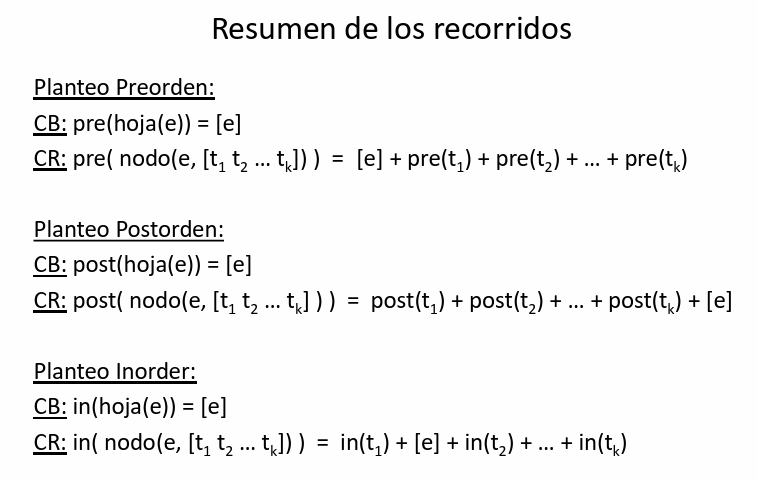 Resumen de los recorridos
Planteo Preorden:
CB: pre(hoja(e)) = [e]
CR: pre( nodo(e, [t₁ t₂ ... tₖ]) ) = [e] + pre(t₁) + pre(t₂) + ... + pre(tₖ)
Planteo Postorden:
CB: post(hoja(e)) = [e]
CR: post( nodo(e, [t₁ t₂ ... tₖ] ) ) = post(t₁) + post(t₂) + ... + post(tₖ) + [e]
Planteo Inorder:
CB: in(hoja(e)) = [e]
CR: in( nodo(e, [t₁ t₂ ... tₖ]) ) = in(t₁) + [e] + in(t₂) + ... + in(tₖ)